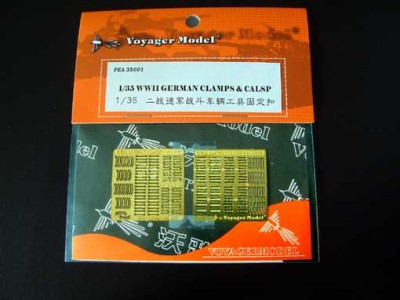 Voyager Model
PEA 35001
1/35 WWII GERMAN CLAMPS & CALSP
1/35 二战德军战斗车辆工具固定扣
Voyager Model
VOYAGERMODEL